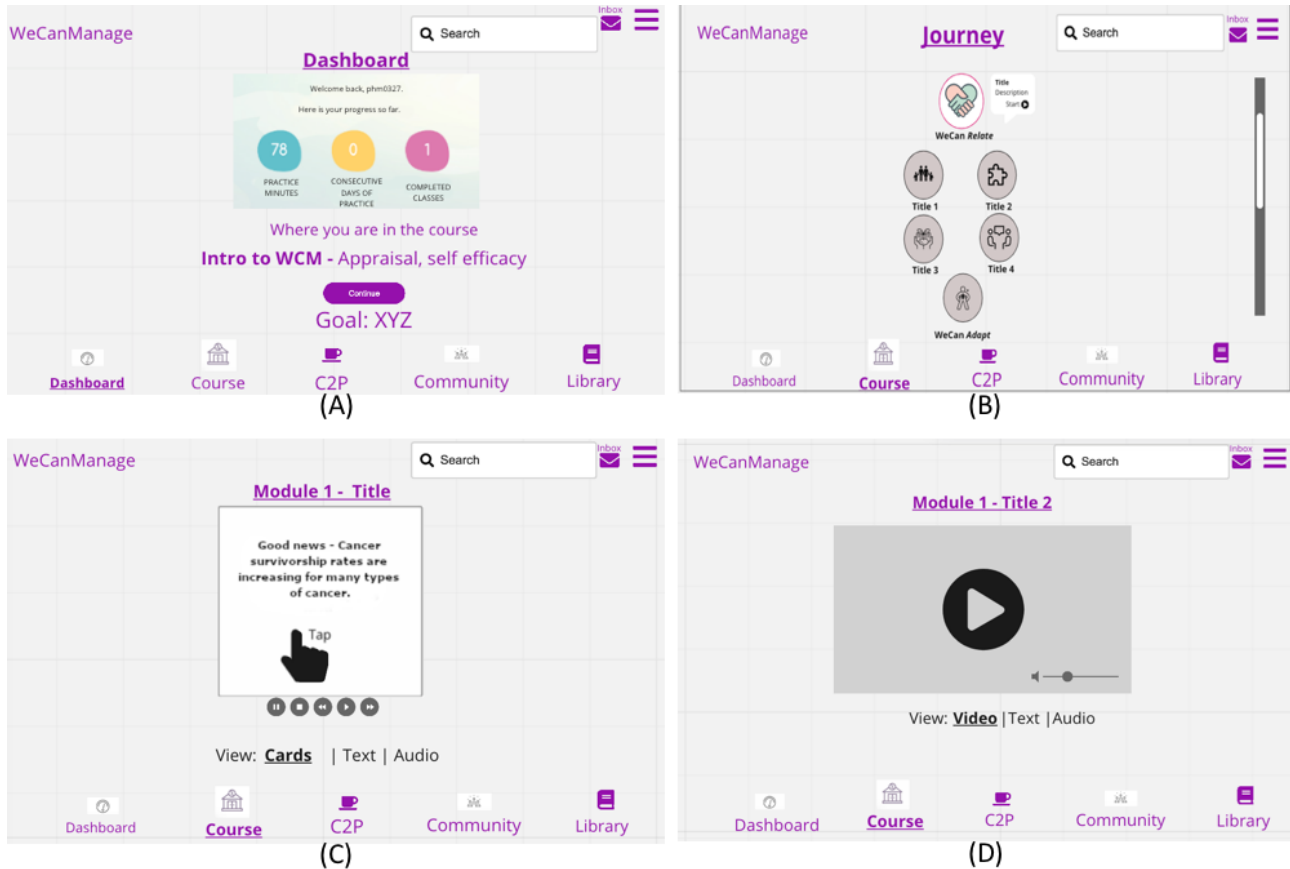 WeCanManage
Search
Inbox
Dashboard
Welcome back, phm0327.
Here is your progress so far.
78
0
1
PRACTICE
MINUTES
CONSECUTIVE
DAYS OF
PRACTICE
COMPLETED
CLASSES
Where you are in the course
Intro to WCM - Appraisal, self efficacy
Continue
Goal: XYZ
Dashboard
Course
C2P
Community
Library
(A)
WeCanManage
Journey
Search
Inbox
Title
Description
Start
WeCan Relate
Title 1
Title 2
Title 3
Title 4
WeCan Adapt
Dashboard
Course
C2P
Community
Library
(B)
WeCanManage
Search
Inbox
Module 1 - Title
Good news - Cancer
survivorship rates are
increasing for many types
of cancer.
Tap
View: Cards | Text | Audio
Dashboard
Course
C2P
Community
Library
(C)
WeCanManage
Search
Inbox
Module 1 - Title 2
View: Video |Text |Audio
Dashboard
Course
C2P
Community
Library
(D)